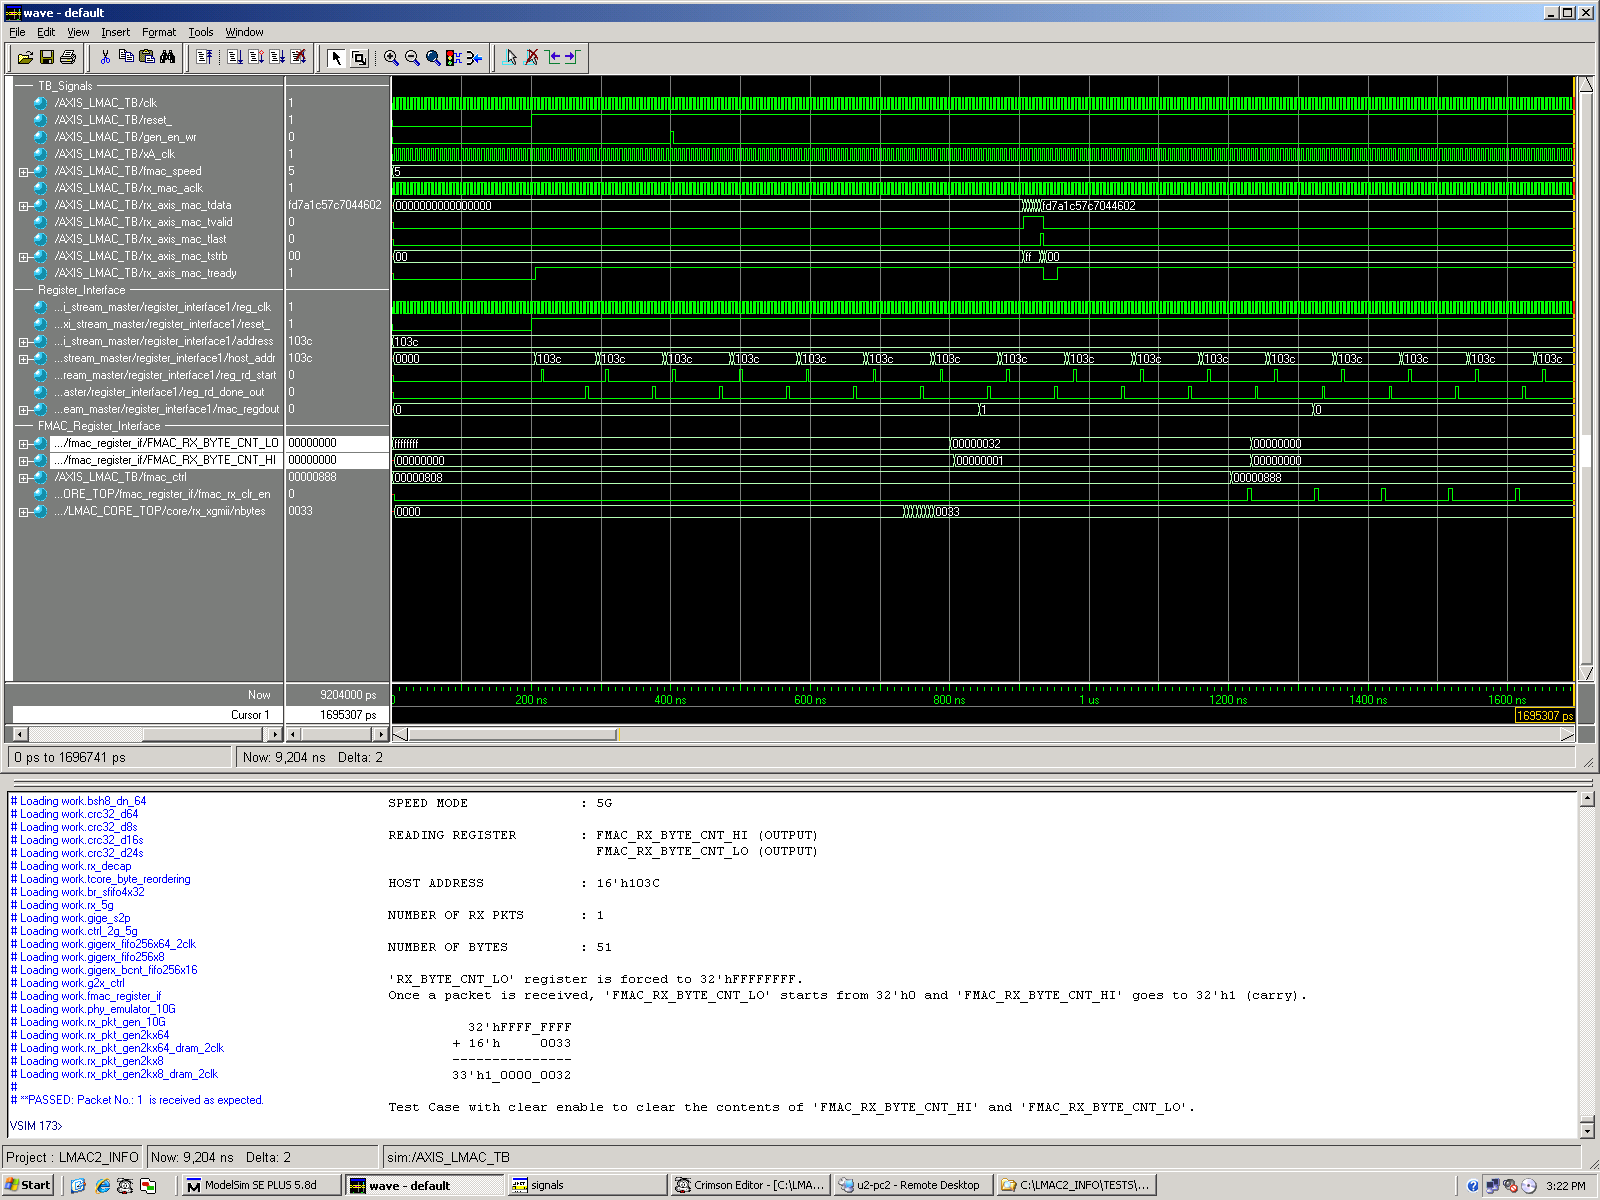 wave - default
File Edit View Insert Format Tools Window
TB_Signals
/AXIS_LMAC_TB/clk 1
/AXIS_LMAC_TB/reset_ 1
/AXIS_LMAC_TB/gen_en_wr 0
/AXIS_LMAC_TB/xA_clk 1
/AXIS_LMAC_TB/fmac_speed 5 5
/AXIS_LMAC_TB/rx_mac_aclk 1
/AXIS_LMAC_TB/rx_axis_mac_tdata fd7a1c57c7044602 0000000000000000 fd7a1c57c7044602
/AXIS_LMAC_TB/rx_axis_mac_tvalid 0
/AXIS_LMAC_TB/rx_axis_mac_tlast 0
/AXIS_LMAC_TB/rx_axis_mac_tstrb 00 00 ff 00
/AXIS_LMAC_TB/rx_axis_mac_tready 1
Register_Interface
...i_stream_master/register_interface1/reg_clk 1
...xi_stream_master/register_interface1/reset_ 1
...i_stream_master/register_interface1/address 103c 103c
...stream_master/register_interface1/host_addr 103c 0000 103c 103c 103c 103c 103c 103c 103c 103c 103c 103c 103c 103c 103c 103c 103c 103c
...ream_master/register_interface1/reg_rd_start 0
...aster/register_interface1/reg_rd_done_out 0
...eam_master/register_interface1/mac_regdout 0 0 1 0
FMAC_Register_Interface
.../fmac_register_if/FMAC_RX_BYTE_CNT_LO 00000000 ffffffff 00000032 00000000
.../fmac_register_if/FMAC_RX_BYTE_CNT_HI 00000000 00000000 00000001 00000000
/AXIS_LMAC_TB/fmac_ctrl 00000888 00000808 00000888
...ORE_TOP/fmac_register_if/fmac_rx_clr_en 0
.../LMAC_CORE_TOP/core/rx_xgmii/nbytes 0033 0000 0033
Now 9204000 ps 0 200 ns 400 ns 600 ns 800 ns 1 us 1200 ns 1400 ns 1600 ns
Cursor 1 1695307 ps 1695307 ps
0 ps to 1696741 ps Now: 9,204 ns Delta: 2
# Loading work.bsh8_dn_64
# Loading work.crc32_d64
# Loading work.crc32_d8s
# Loading work.crc32_d16s
# Loading work.crc32_d24s
# Loading work.rx_decap
# Loading work.tcore_byte_reordering
# Loading work.br_sfifo4x32
# Loading work.rx_5g
# Loading work.gige_s2p
# Loading work.ctrl_2g_5g
# Loading work.gigerx_fifo256x64_2clk
# Loading work.gigerx_fifo256x8
# Loading work.gigerx_bcnt_fifo256x16
# Loading work.g2x_ctrl
# Loading work.fmac_register_if
# Loading work.phy_emulator_10G
# Loading work.rx_pkt_gen_10G
# Loading work.rx_pkt_gen2kx64
# Loading work.rx_pkt_gen2kx64_dram_2clk
# Loading work.rx_pkt_gen2kx8
# Loading work.rx_pkt_gen2kx8_dram_2clk
#
# **PASSED: Packet No.: 1 is received as expected.
VSIM 173>
SPEED MODE : 5G
READING REGISTER : FMAC_RX_BYTE_CNT_HI (OUTPUT)
FMAC_RX_BYTE_CNT_LO (OUTPUT)
HOST ADDRESS : 16'h103C
NUMBER OF RX PKTS : 1
NUMBER OF BYTES : 51
'RX_BYTE_CNT_LO' register is forced to 32'hFFFFFFFF.
Once a packet is received, 'FMAC_RX_BYTE_CNT_LO' starts from 32'h0 and 'FMAC_RX_BYTE_CNT_HI' goes to 32'h1 (carry).
32'hFFFF_FFFF
+ 16'h 0033
---------------
33'h1_0000_0032
Test Case with clear enable to clear the contents of 'FMAC_RX_BYTE_CNT_HI' and 'FMAC_RX_BYTE_CNT_LO'.
Project : LMAC2_INFO Now: 9,204 ns Delta: 2 sim:/AXIS_LMAC_TB
Start ModelSim SE PLUS 5.8d wave - default signals Crimson Editor - [C:\LMA... u2-pc2 - Remote Desktop C:\LMAC2_INFO\TESTS\... 3:22 PM